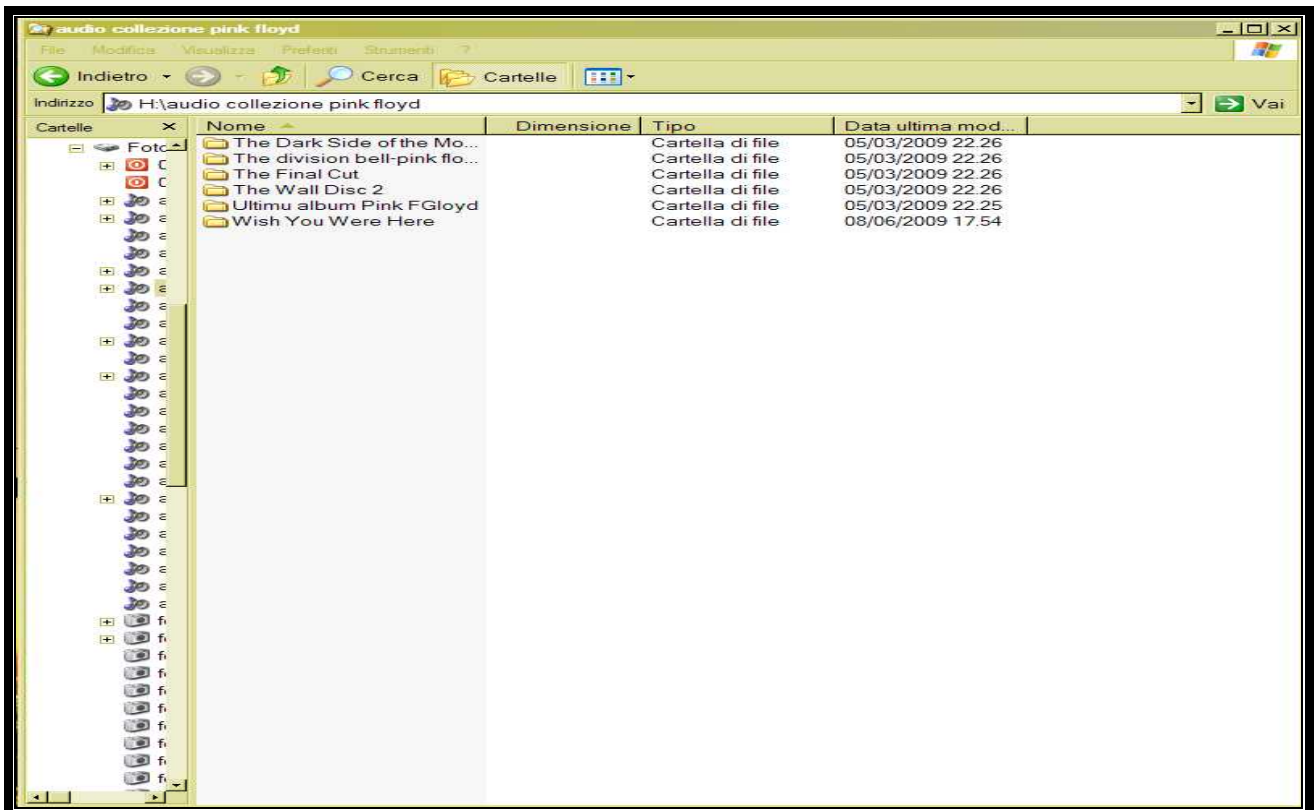 audio collezione pink floyd
File Modifica Visualizza Preferiti Strumenti ?
Indietro Cerca Cartelle
Indirizzo H:\audio collezione pink floyd Vai
Cartelle × Nome Dimensione Tipo Data ultima mod...
The Dark Side of the Mo... Cartella di file 05/03/2009 22.26
The division bell-pink flo... Cartella di file 05/03/2009 22.26
The Final Cut Cartella di file 05/03/2009 22.26
The Wall Disc 2 Cartella di file 05/03/2009 22.26
Ultimu album Pink FGloyd Cartella di file 05/03/2009 22.25
Wish You Were Here Cartella di file 08/06/2009 17.54